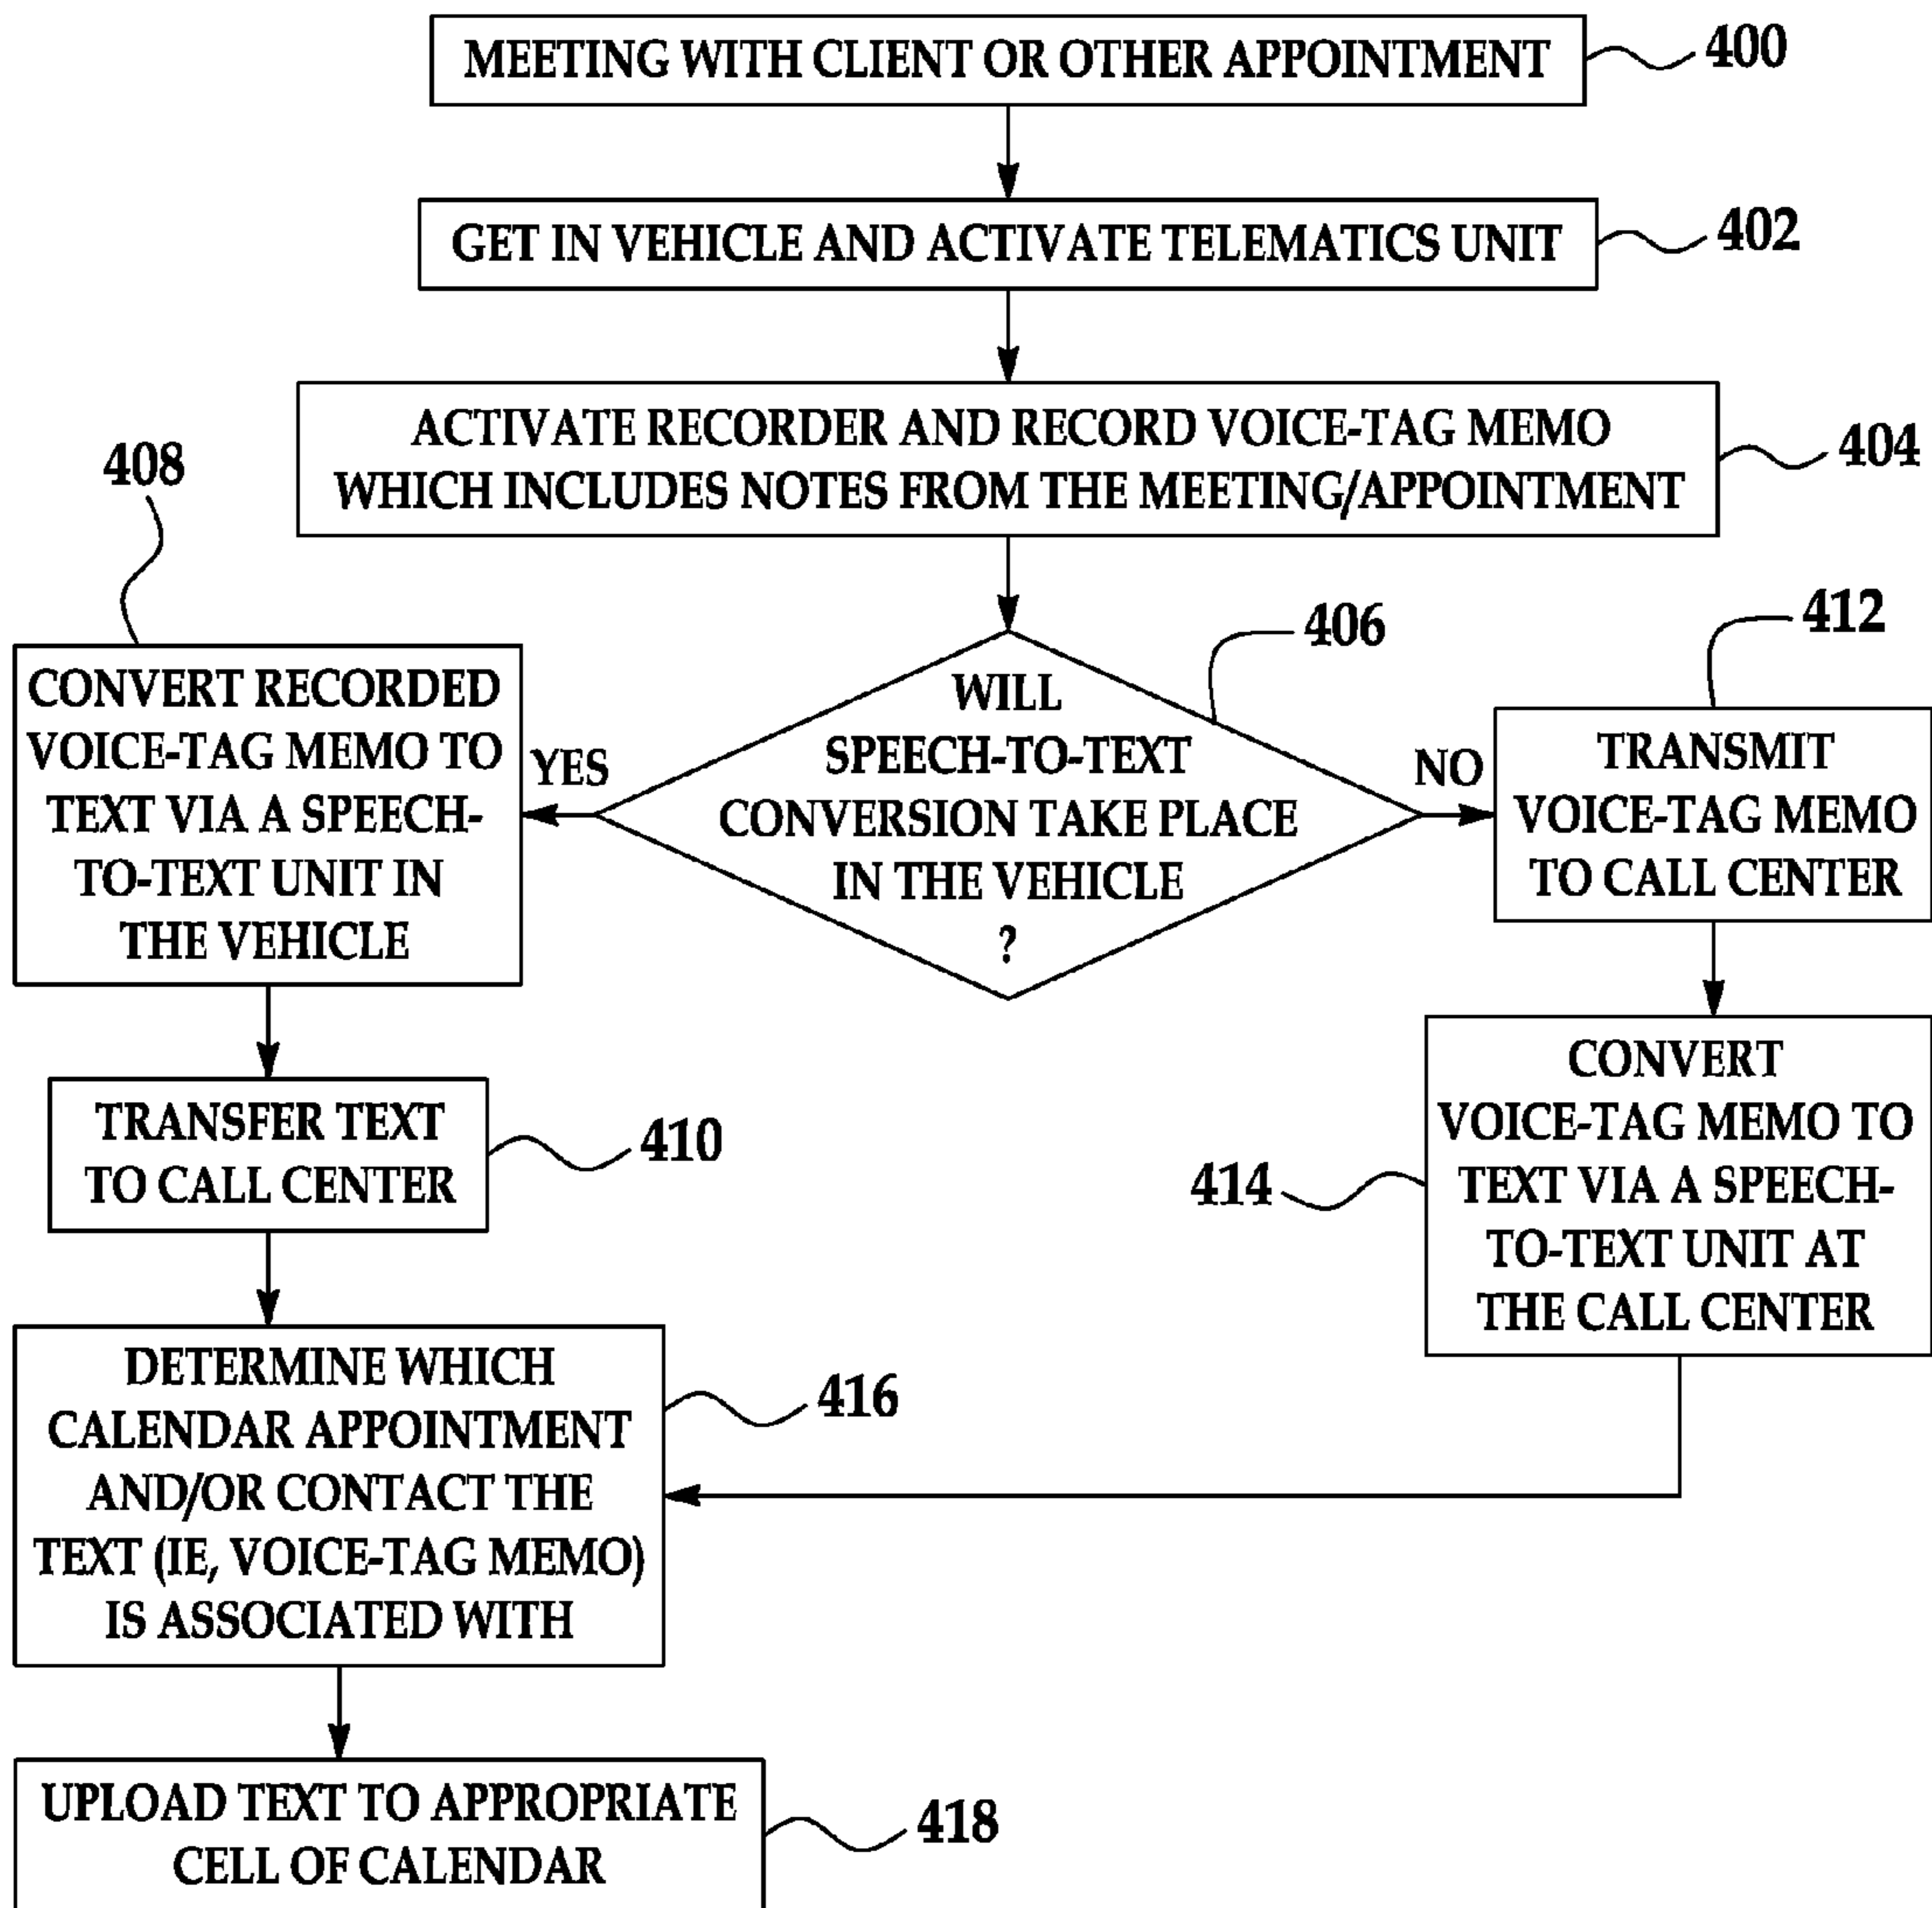 MEETING WITH CLIENT OR OTHER APPOINTMENT
400
GET IN VEHICLE AND ACTIVATE TELEMATICS UNIT
402
ACTIVATE RECORDER AND RECORD VOICE-TAG MEMO
WHICH INCLUDES NOTES FROM THE MEETING/APPOINTMENT
404
406
WILL
SPEECH-TO-TEXT
CONVERSION TAKE PLACE
IN THE VEHICLE
?
YES
408
CONVERT RECORDED
VOICE-TAG MEMO TO
TEXT VIA A SPEECH-
TO-TEXT UNIT IN
THE VEHICLE
TRANSFER TEXT
TO CALL CENTER
410
NO
412
TRANSMIT
VOICE-TAG MEMO
TO CALL CENTER
CONVERT
VOICE-TAG MEMO TO
TEXT VIA A SPEECH-
TO-TEXT UNIT AT
THE CALL CENTER
414
DETERMINE WHICH
CALENDAR APPOINTMENT
AND/OR CONTACT THE
TEXT (IE, VOICE-TAG MEMO)
IS ASSOCIATED WITH
416
UPLOAD TEXT TO APPROPRIATE
CELL OF CALENDAR
418